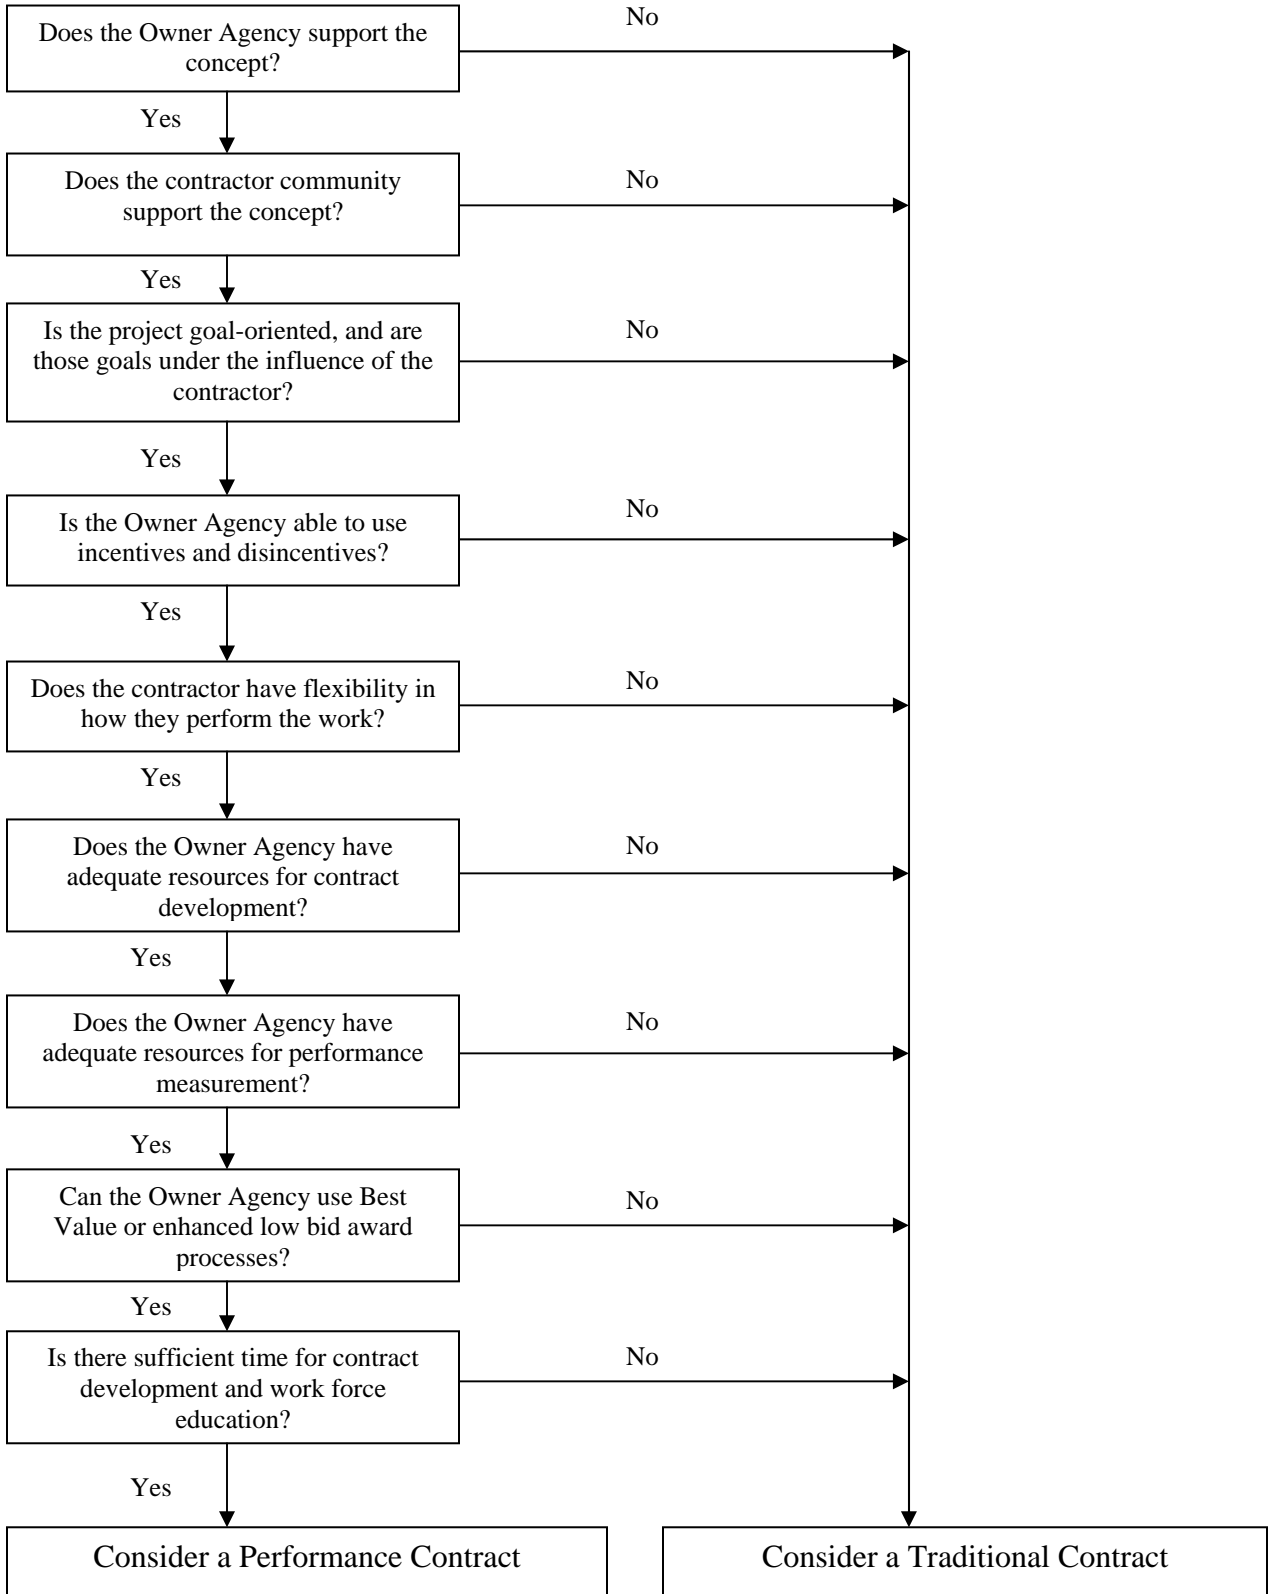 Does the Owner Agency support the
concept?
No
Yes
Does the contractor community
support the concept?
No
Yes
Is the project goal-oriented, and are
those goals under the influence of the
contractor?
No
Yes
Is the Owner Agency able to use
incentives and disincentives?
No
Yes
Does the contractor have flexibility in
how they perform the work?
No
Yes
Does the Owner Agency have
adequate resources for contract
development?
No
Yes
Does the Owner Agency have
adequate resources for performance
measurement?
No
Yes
Can the Owner Agency use Best
Value or enhanced low bid award
processes?
No
Yes
Is there sufficient time for contract
development and work force
education?
No
Yes
Consider a Performance Contract
Consider a Traditional Contract